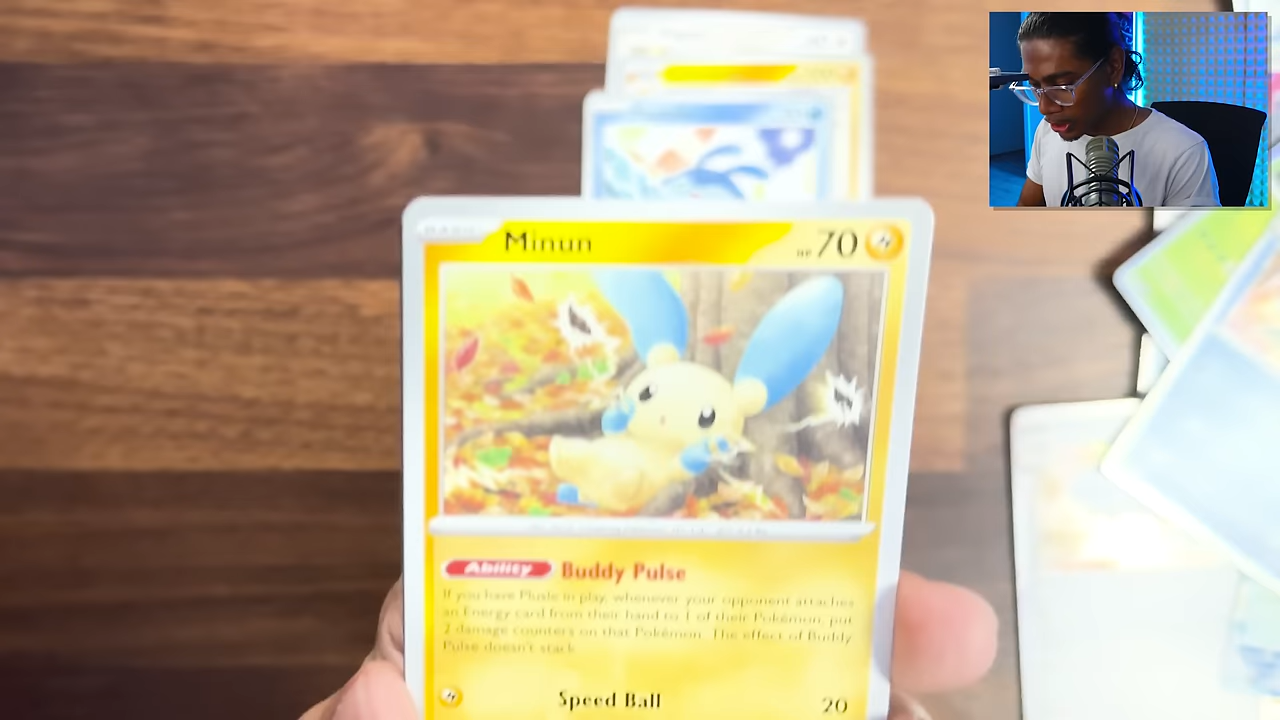 BASIC
Minun
HP 70
Ability Buddy Pulse
If you have Plusle in play, whenever your opponent attaches
an Energy card from their hand to 1 of their Pokémon, put
2 damage counters on that Pokémon. The effect of Buddy
Pulse doesn't stack.
Speed Ball 20